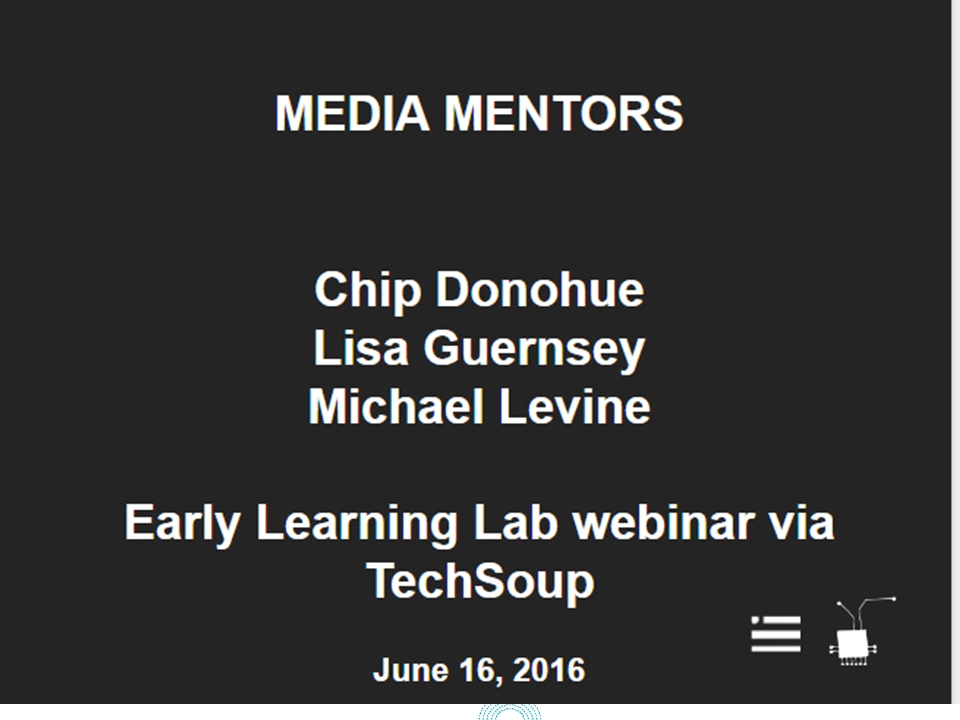 MEDIA MENTORS
Chip Donohue
Lisa Guernsey
Michael Levine
Early Learning Lab webinar via
TechSoup
June 16, 2016